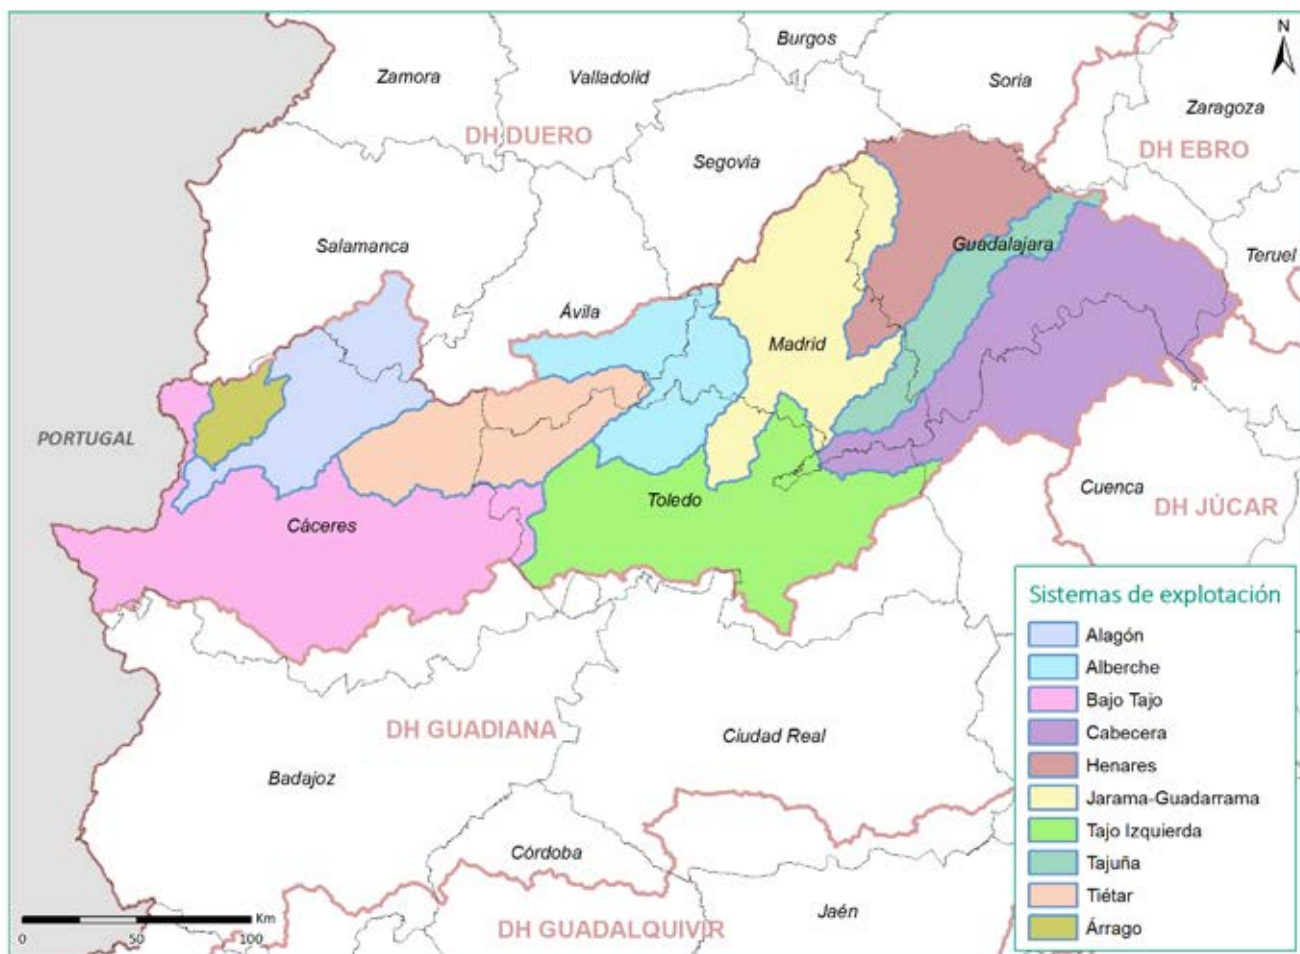 Burgos
N
Zamora
Valladolid
Soria
Zaragoza
DH DUERO
DH EBRO
Segovia
Salamanca
Guadalajara
Teruel
Ávila
Madrid
PORTUGAL
Cuenca
Toledo
DH JÚCAR
Cáceres
Sistemas de explotación
Alagón
Alberche
Bajo Tajo
Cabecera
Henares
Jarama-Guadarrama
Tajo Izquierda
Tajuña
Tiétar
Árrago
DH GUADIANA
Ciudad Real
Badajoz
Córdoba
Jaén
Km
0 50 100
DH GUADALQUIVIR